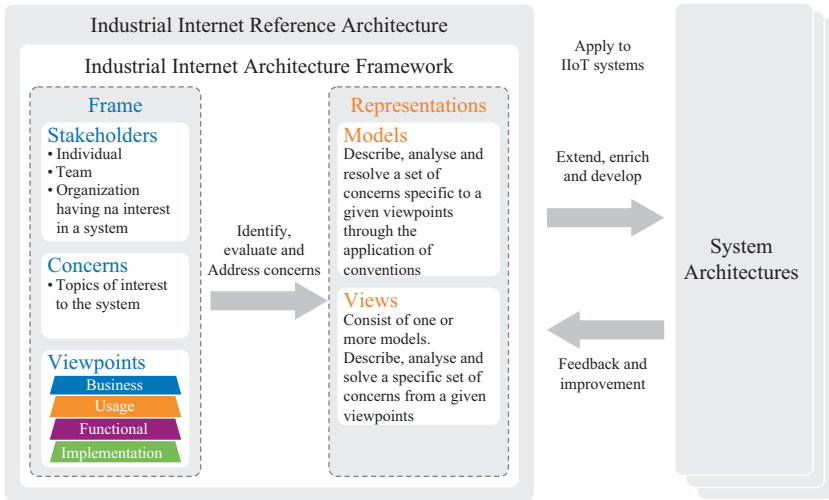 Industrial Internet Reference Architecture
Industrial Internet Architecture Framework
Frame
Stakeholders
• Individual
• Team
• Organization
having na interest
in a system
Concerns
• Topics of interest
to the system
Viewpoints
Business
Usage
Functional
Implementation
Identify,
evaluate and
Address concerns
Representations
Models
Describe, analyse and
resolve a set of
concerns specific to a
given viewpoints
through the
application of
conventions
Views
Consist of one or
more models.
Describe, analyse and
solve a specific set of
concerns from a given
viewpoints
Apply to
IIoT systems
Extend, enrich
and develop
Feedback and
improvement
System
Architectures